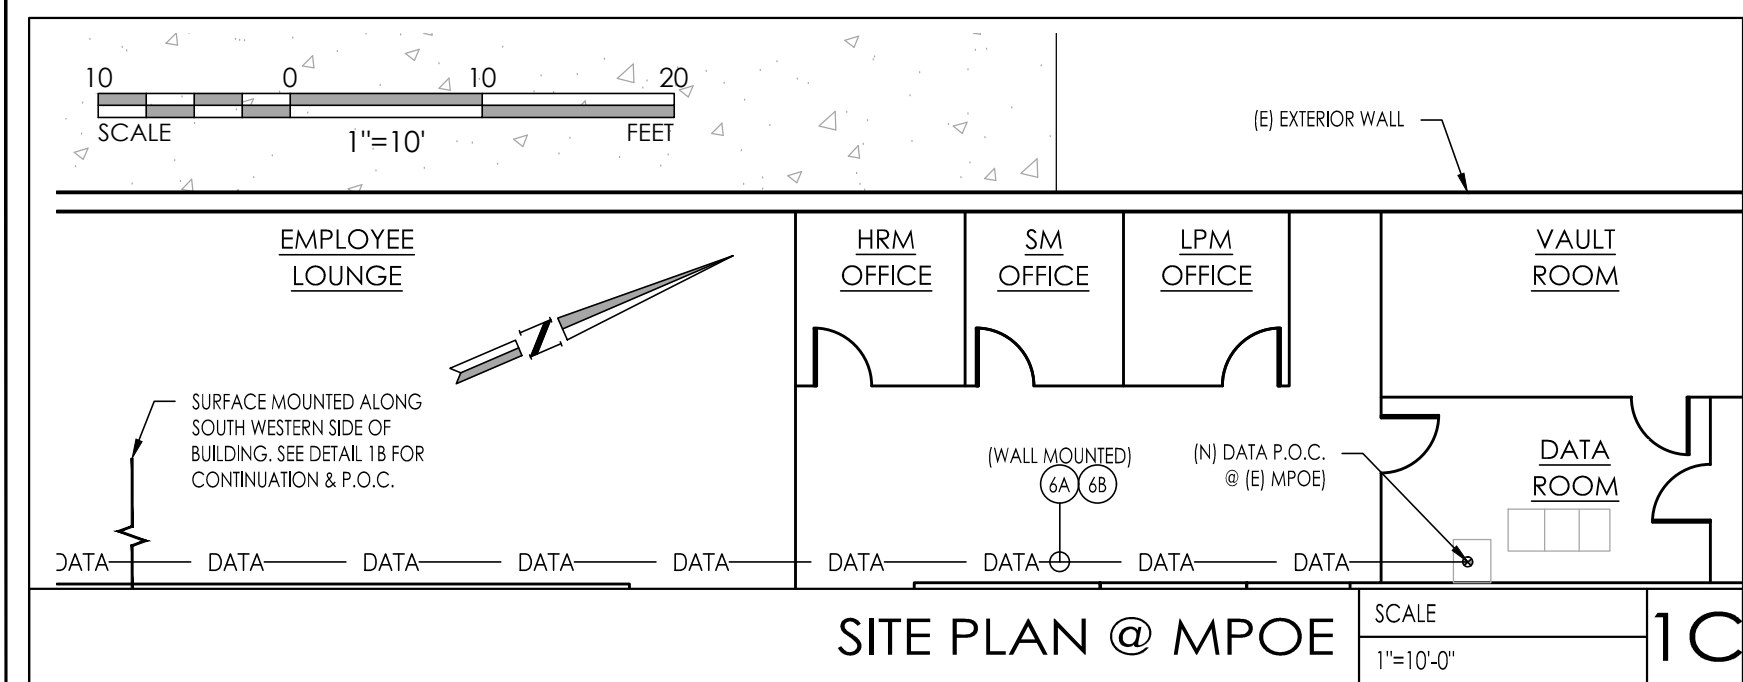 10 0 10 20
SCALE 1"=10' FEET
(E) EXTERIOR WALL
EMPLOYEE
LOUNGE
HRM
OFFICE
SM
OFFICE
LPM
OFFICE
VAULT
ROOM
N
SURFACE MOUNTED ALONG
SOUTH WESTERN SIDE OF
BUILDING. SEE DETAIL 1B FOR
CONTINUATION & P.O.C.
(WALL MOUNTED)
6A 6B
(N) DATA P.O.C.
@ (E) MPOE)
DATA
ROOM
DATA DATA DATA DATA DATA DATA DATA DATA DATA
SITE PLAN @ MPOE
SCALE
1"=10'-0"
1C